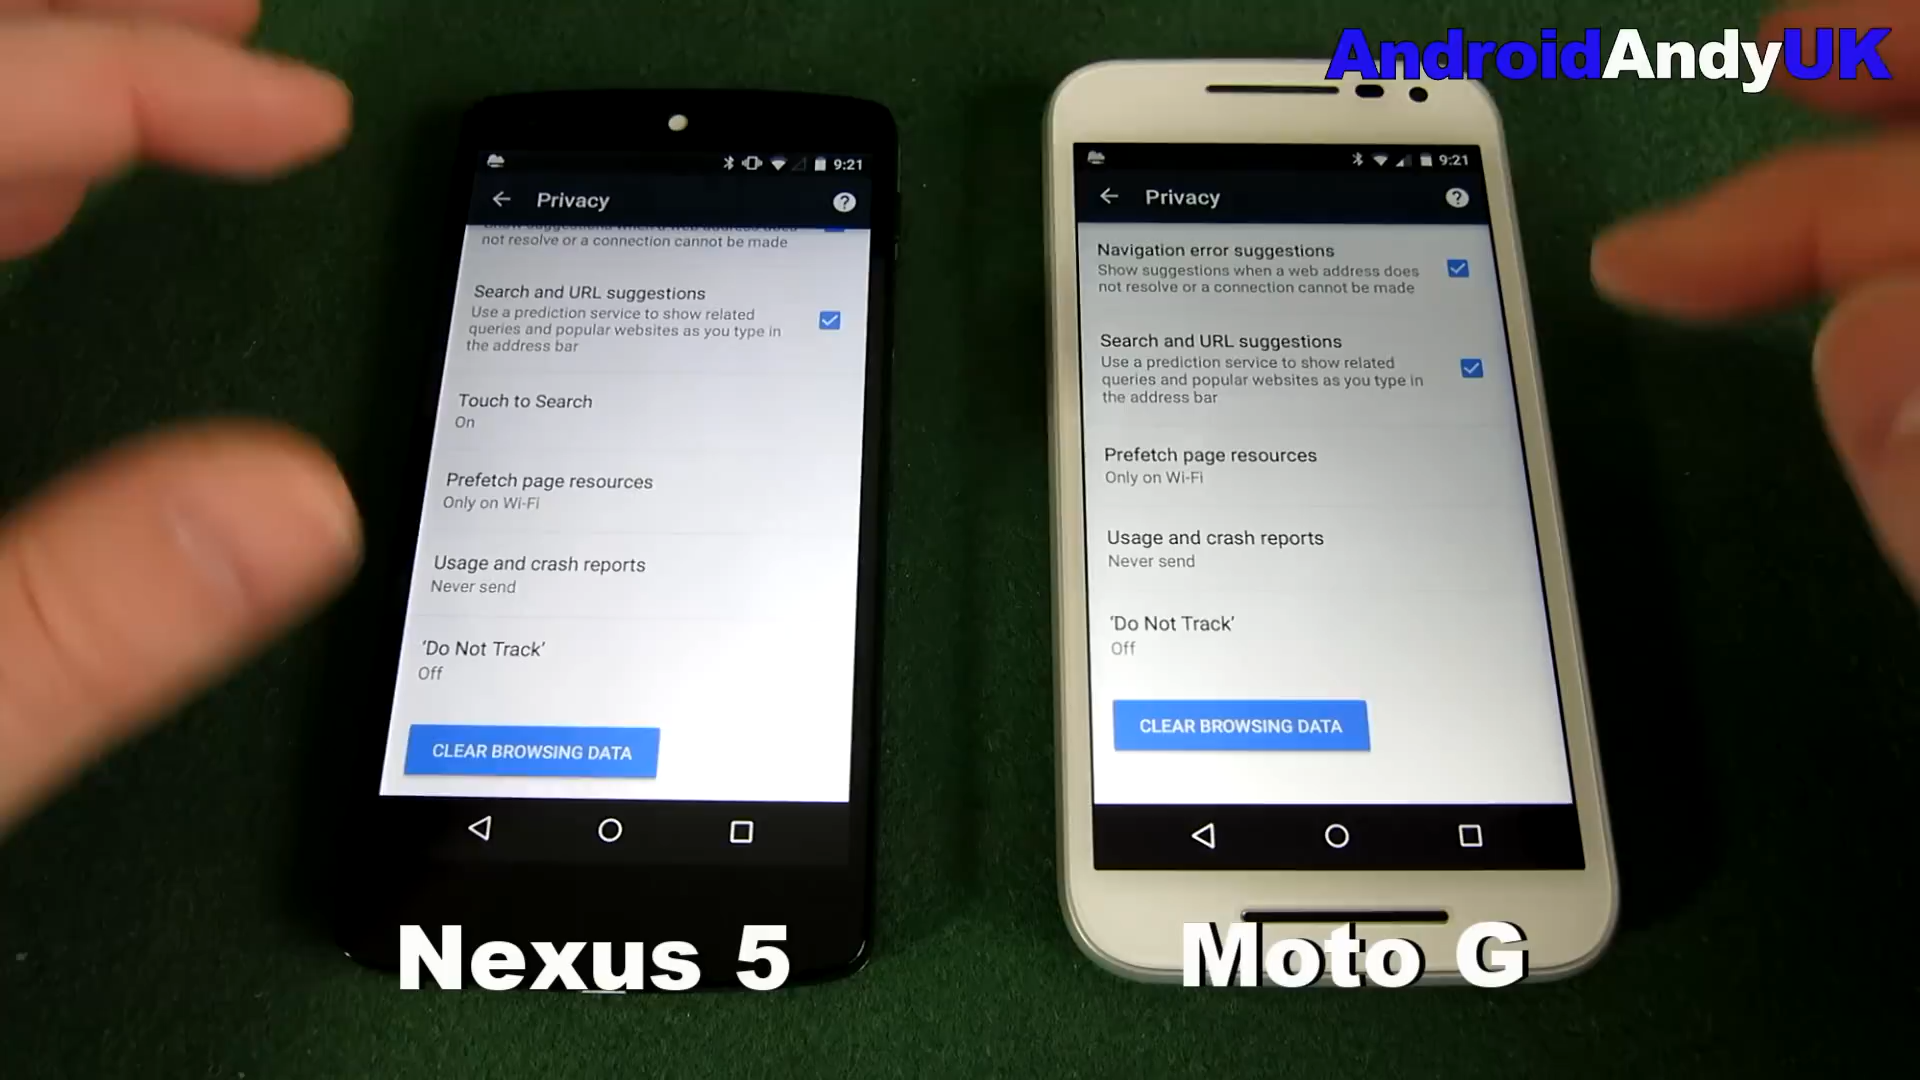 AndroidAndyUK
9:21
Privacy
Show suggestions when a web address does
not resolve or a connection cannot be made
Search and URL suggestions
Use a prediction service to show related
queries and popular websites as you type in
the address bar
Touch to Search
On
Prefetch page resources
Only on Wi-Fi
Usage and crash reports
Never send
‘Do Not Track’
Off
CLEAR BROWSING DATA
Nexus 5
9:21
Privacy
Navigation error suggestions
Show suggestions when a web address does
not resolve or a connection cannot be made
Search and URL suggestions
Use a prediction service to show related
queries and popular websites as you type in
the address bar
Prefetch page resources
Only on Wi-Fi
Usage and crash reports
Never send
‘Do Not Track’
Off
CLEAR BROWSING DATA
Moto G